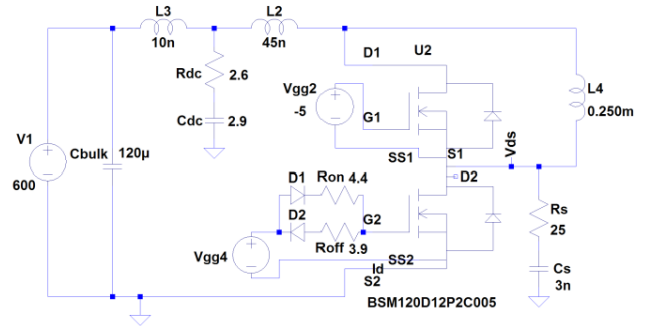 L3
10n
L2
45n
D1
U2
Rdc
2.6
Vgg2
-5
G1
L4
0.250m
Cdc
2.9
V1
600
Cbulk
120µ
SS1
S1
Vds
D2
D1
Ron 4.4
D2
G2
Rs
25
Roff 3.9
Vgg4
SS2
Id
S2
Cs
3n
BSM120D12P2C005